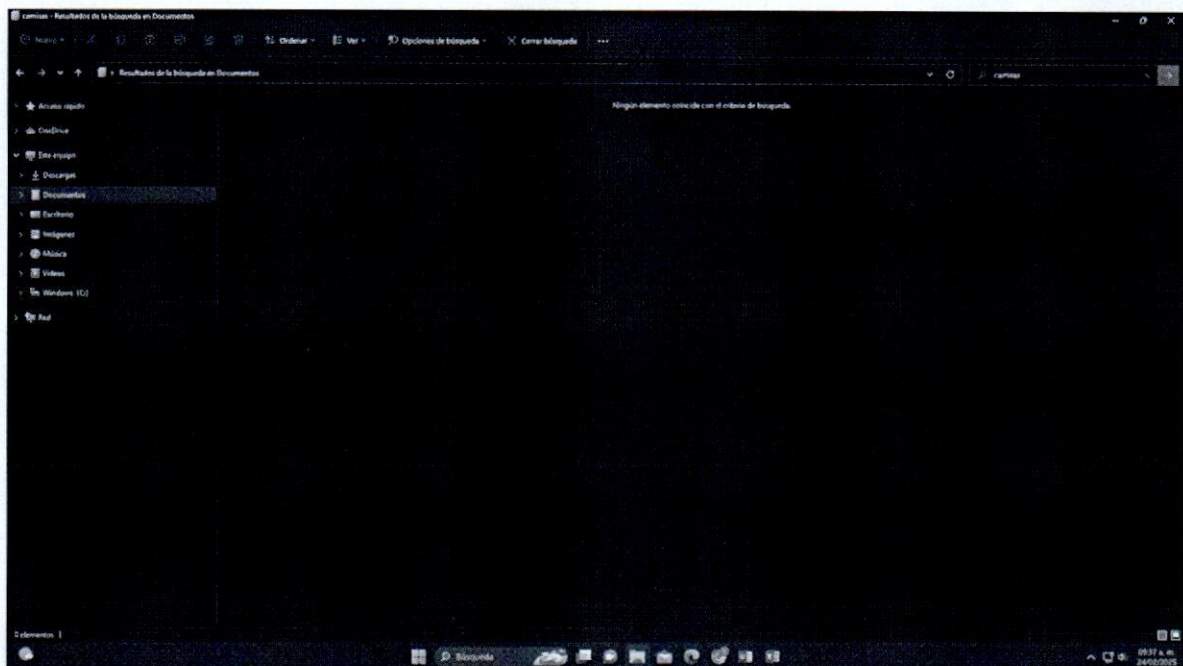 camisas - Resultados de la búsqueda en Documentos
Nuevo
Ordenar
Ver
Opciones de búsqueda
Cerrar búsqueda
Resultados de la búsqueda en Documentos
camisas
Acceso rápido
Ningún elemento coincide con el criterio de búsqueda.
OneDrive
Este equipo
Descargas
Documentos
Escritorio
Imágenes
Música
Videos
Windows (C:)
Red
0 elementos
Búsqueda
09:37 a. m.
24/02/2025